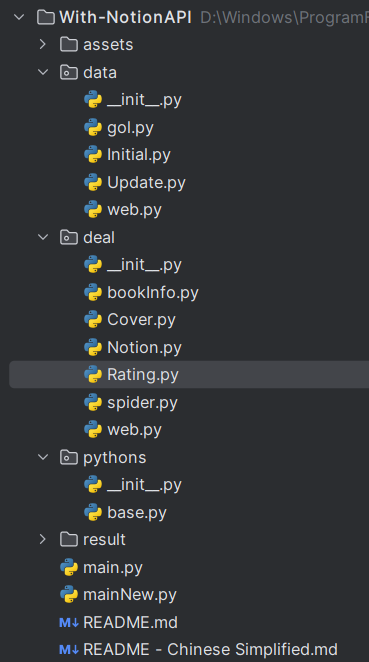 With-NotionAPI D:\Windows\ProgramF
assets
data
__init__.py
gol.py
Initial.py
Update.py
web.py
deal
__init__.py
bookInfo.py
Cover.py
Notion.py
Rating.py
spider.py
web.py
pythons
__init__.py
base.py
result
main.py
mainNew.py
M↓ README.md
M↓ README - Chinese Simplified.md